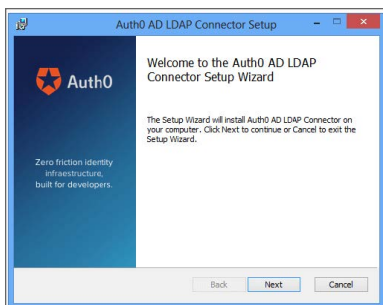 Auth0 AD LDAP Connector Setup
Welcome to the Auth0 AD LDAP
Connector Setup Wizard
Auth0
The Setup Wizard will install Auth0 AD LDAP Connector on
your computer. Click Next to continue or Cancel to exit the
Setup Wizard.
Zero friction identity
infraestructure,
built for developers.
Back
Next
Cancel